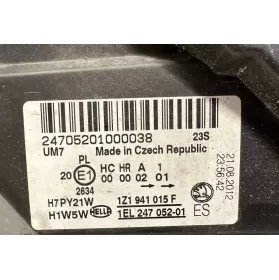 24705201000038 23S
UM7 Made in Czech Republic
PL
20 E1 HC HR A 1
00 00 02 01
2634
H7PY21W 1Z1 941 015 F
H1W5W HELLA 1EL 247 052-01 ES
21.08.2012
23:56:42